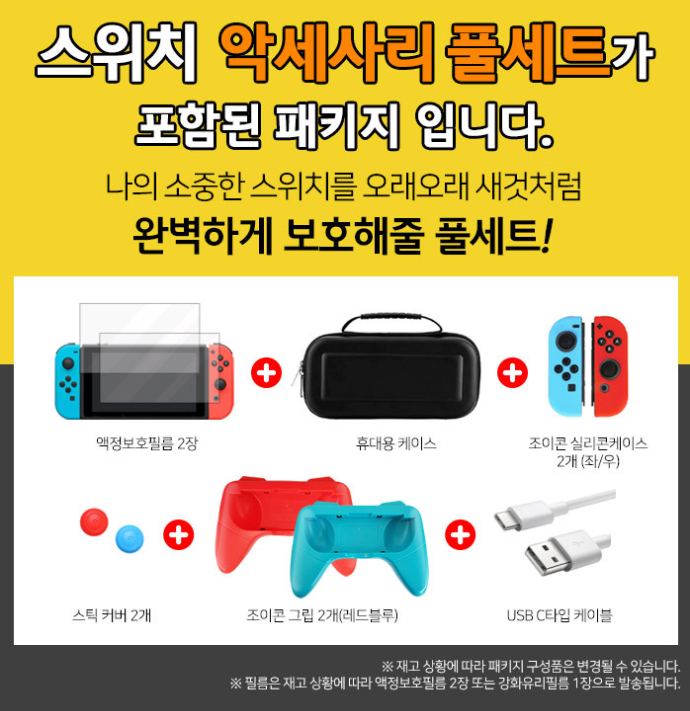 스위치 악세사리 풀세트가
포함된 패키지 입니다.
나의 소중한 스위치를 오래오래 새것처럼
완벽하게 보호해줄 풀세트!
액정보호필름 2장
휴대용 케이스
조이콘 실리콘케이스
2개 (좌/우)
스틱 커버 2개
조이콘 그립 2개(레드블루)
USB C타입 케이블
※ 재고 상황에 따라 패키지 구성품은 변경될 수 있습니다.
※ 필름은 재고 상황에 따라 액정보호필름 2장 또는 강화유리필름 1장으로 발송됩니다.